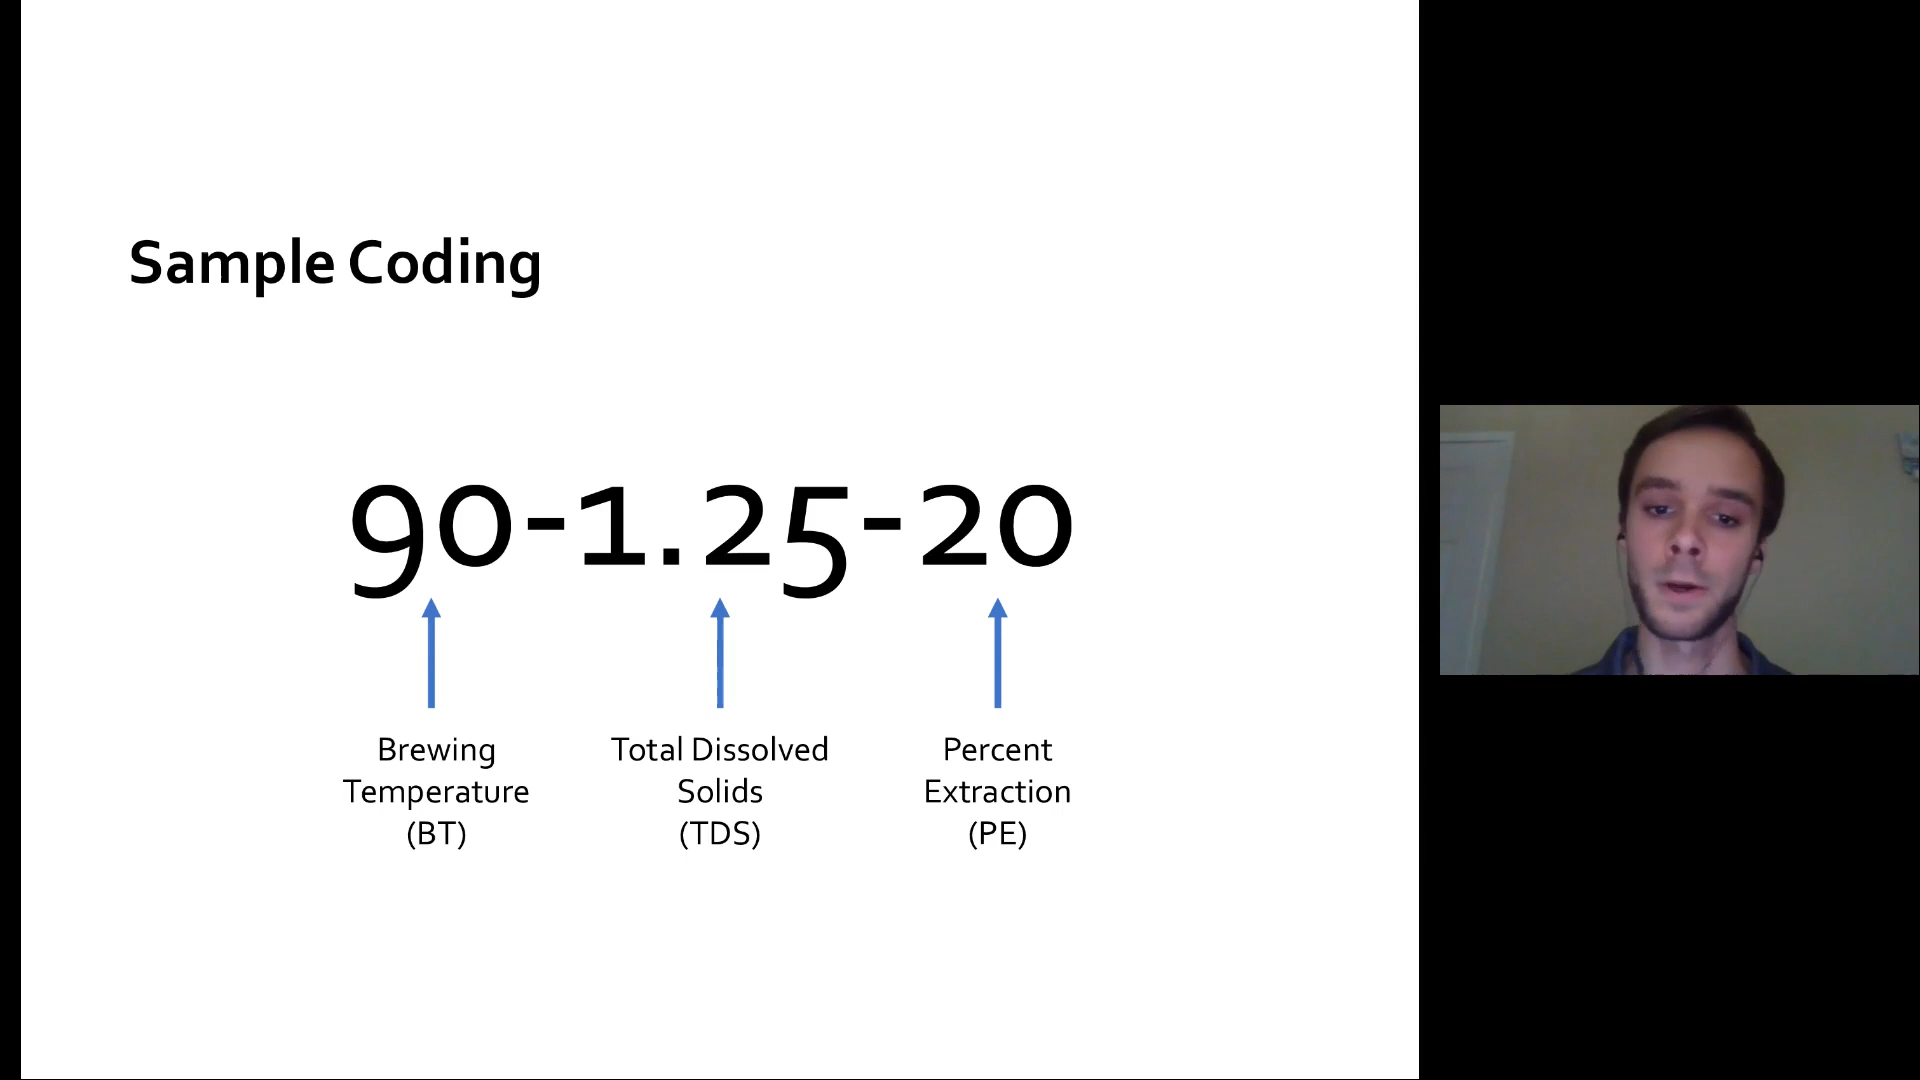 Sample Coding
90-1.25-20
Brewing
Temperature
(BT)
Total Dissolved
Solids
(TDS)
Percent
Extraction
(PE)